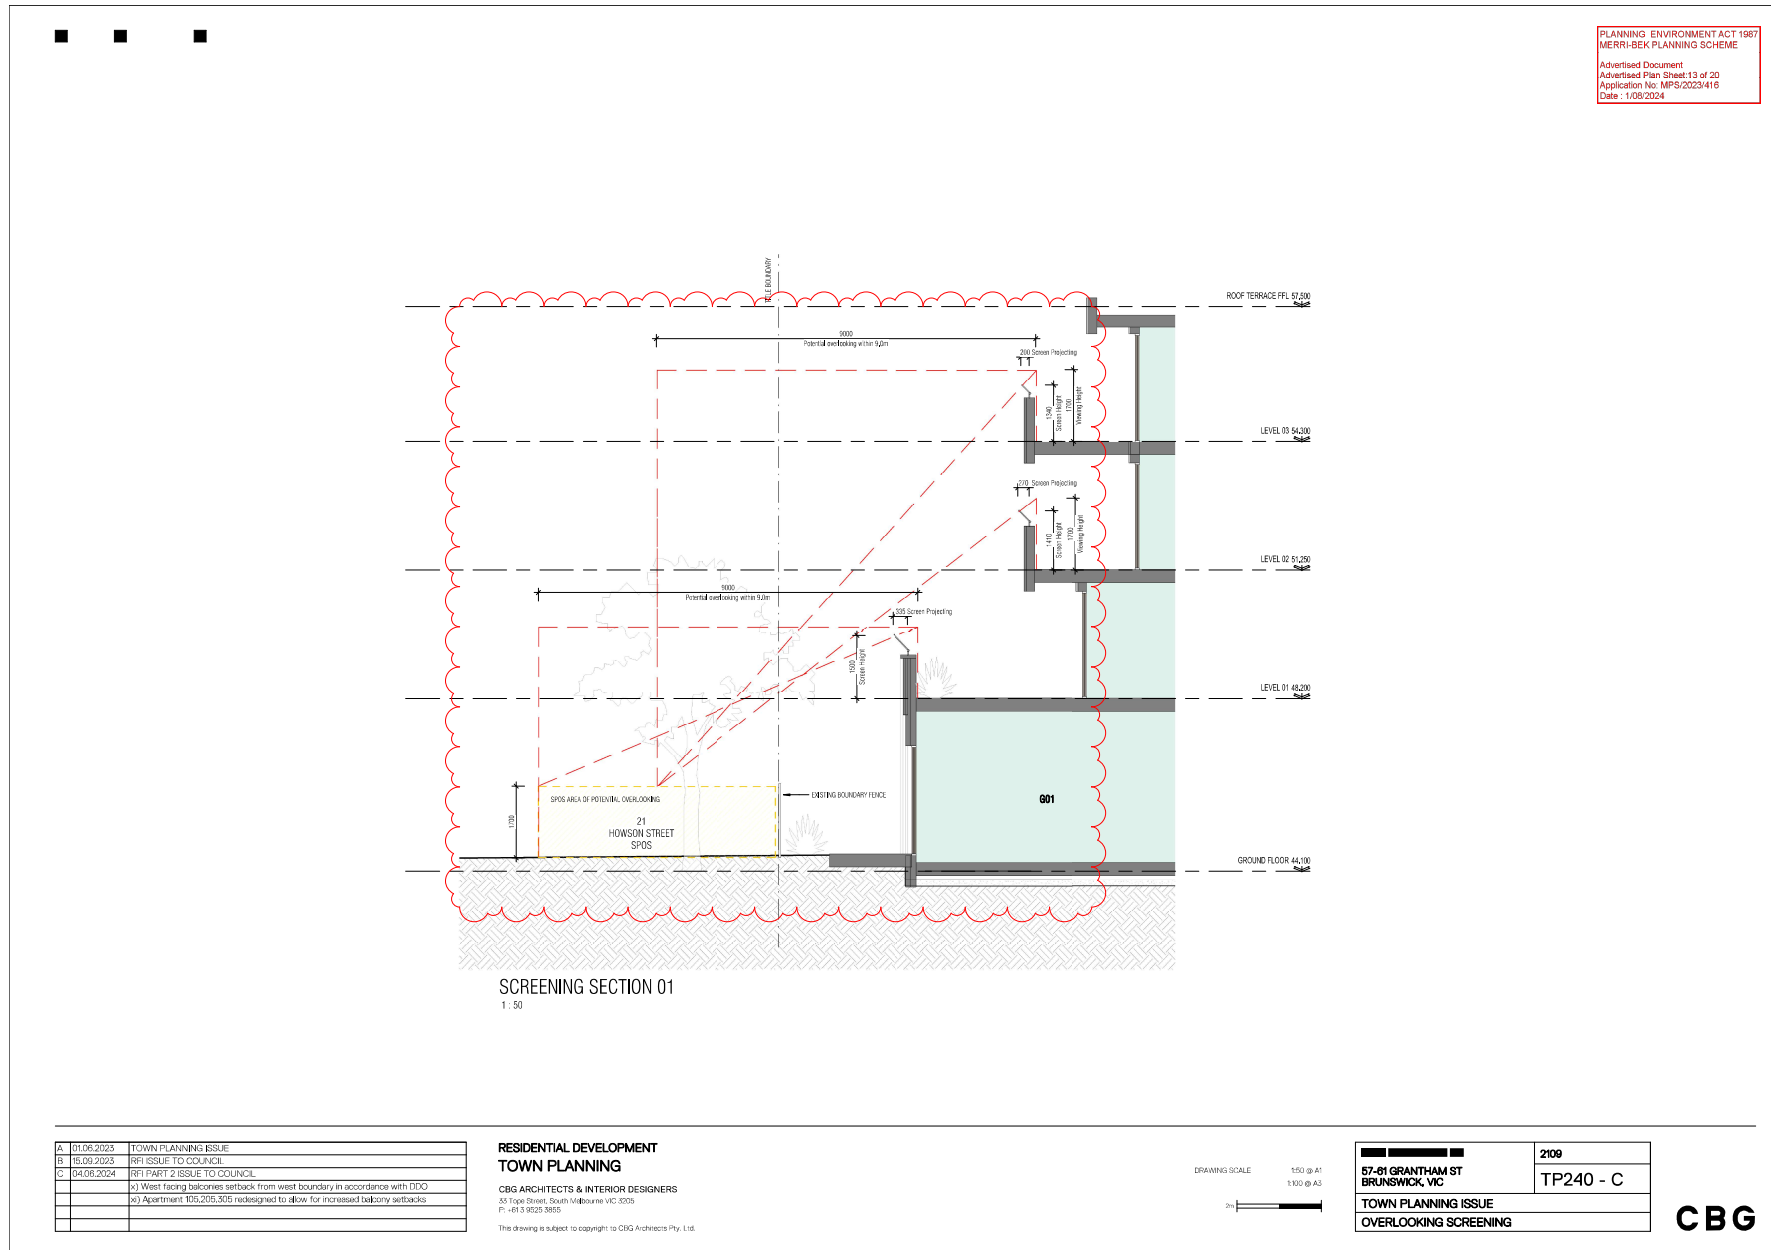 PLANNING ENVIRONMENT ACT 1987
MERRI-BEK PLANNING SCHEME
Advertised Document
Advertised Plan Sheet:13 of 20
Application No: MPS/2023/416
Date : 1/08/2024
TITLE BOUNDARY
ROOF TERRACE FFL 57,500
9000
Potential overlooking within 9.0m
200 Screen Projecting
1340
Screen Height
1700
Viewing Height
LEVEL 03 54,300
270 Screen Projecting
1410
Screen Height
1700
Viewing Height
LEVEL 02 51,250
9000
Potential overlooking within 9.0m
335 Screen Projecting
1500
Screen Height
LEVEL 01 48,200
SPOS AREA OF POTENTIAL OVERLOOKING
EXISTING BOUNDARY FENCE
G01
1700
21
HOWSON STREET
SPOS
GROUND FLOOR 44,100
SCREENING SECTION 01
1 : 50
A 01.06.2023 TOWN PLANNING ISSUE
B 15.09.2023 RFI ISSUE TO COUNCIL
C 04.06.2024 RFI PART 2 ISSUE TO COUNCIL
x) West facing balconies setback from west boundary in accordance with DDO
xi) Apartment 105,205,305 redesigned to allow for increased balcony setbacks
RESIDENTIAL DEVELOPMENT
TOWN PLANNING
CBG ARCHITECTS & INTERIOR DESIGNERS
33 Tope Street, South Melbourne VIC 3205
P: +61 3 9525 3855
This drawing is subject to copyright to CBG Architects Pty. Ltd.
DRAWING SCALE 1:50 @ A1
1:100 @ A3
2m
57-61 GRANTHAM ST
BRUNSWICK, VIC
2109
TP240 - C
TOWN PLANNING ISSUE
OVERLOOKING SCREENING
CBG